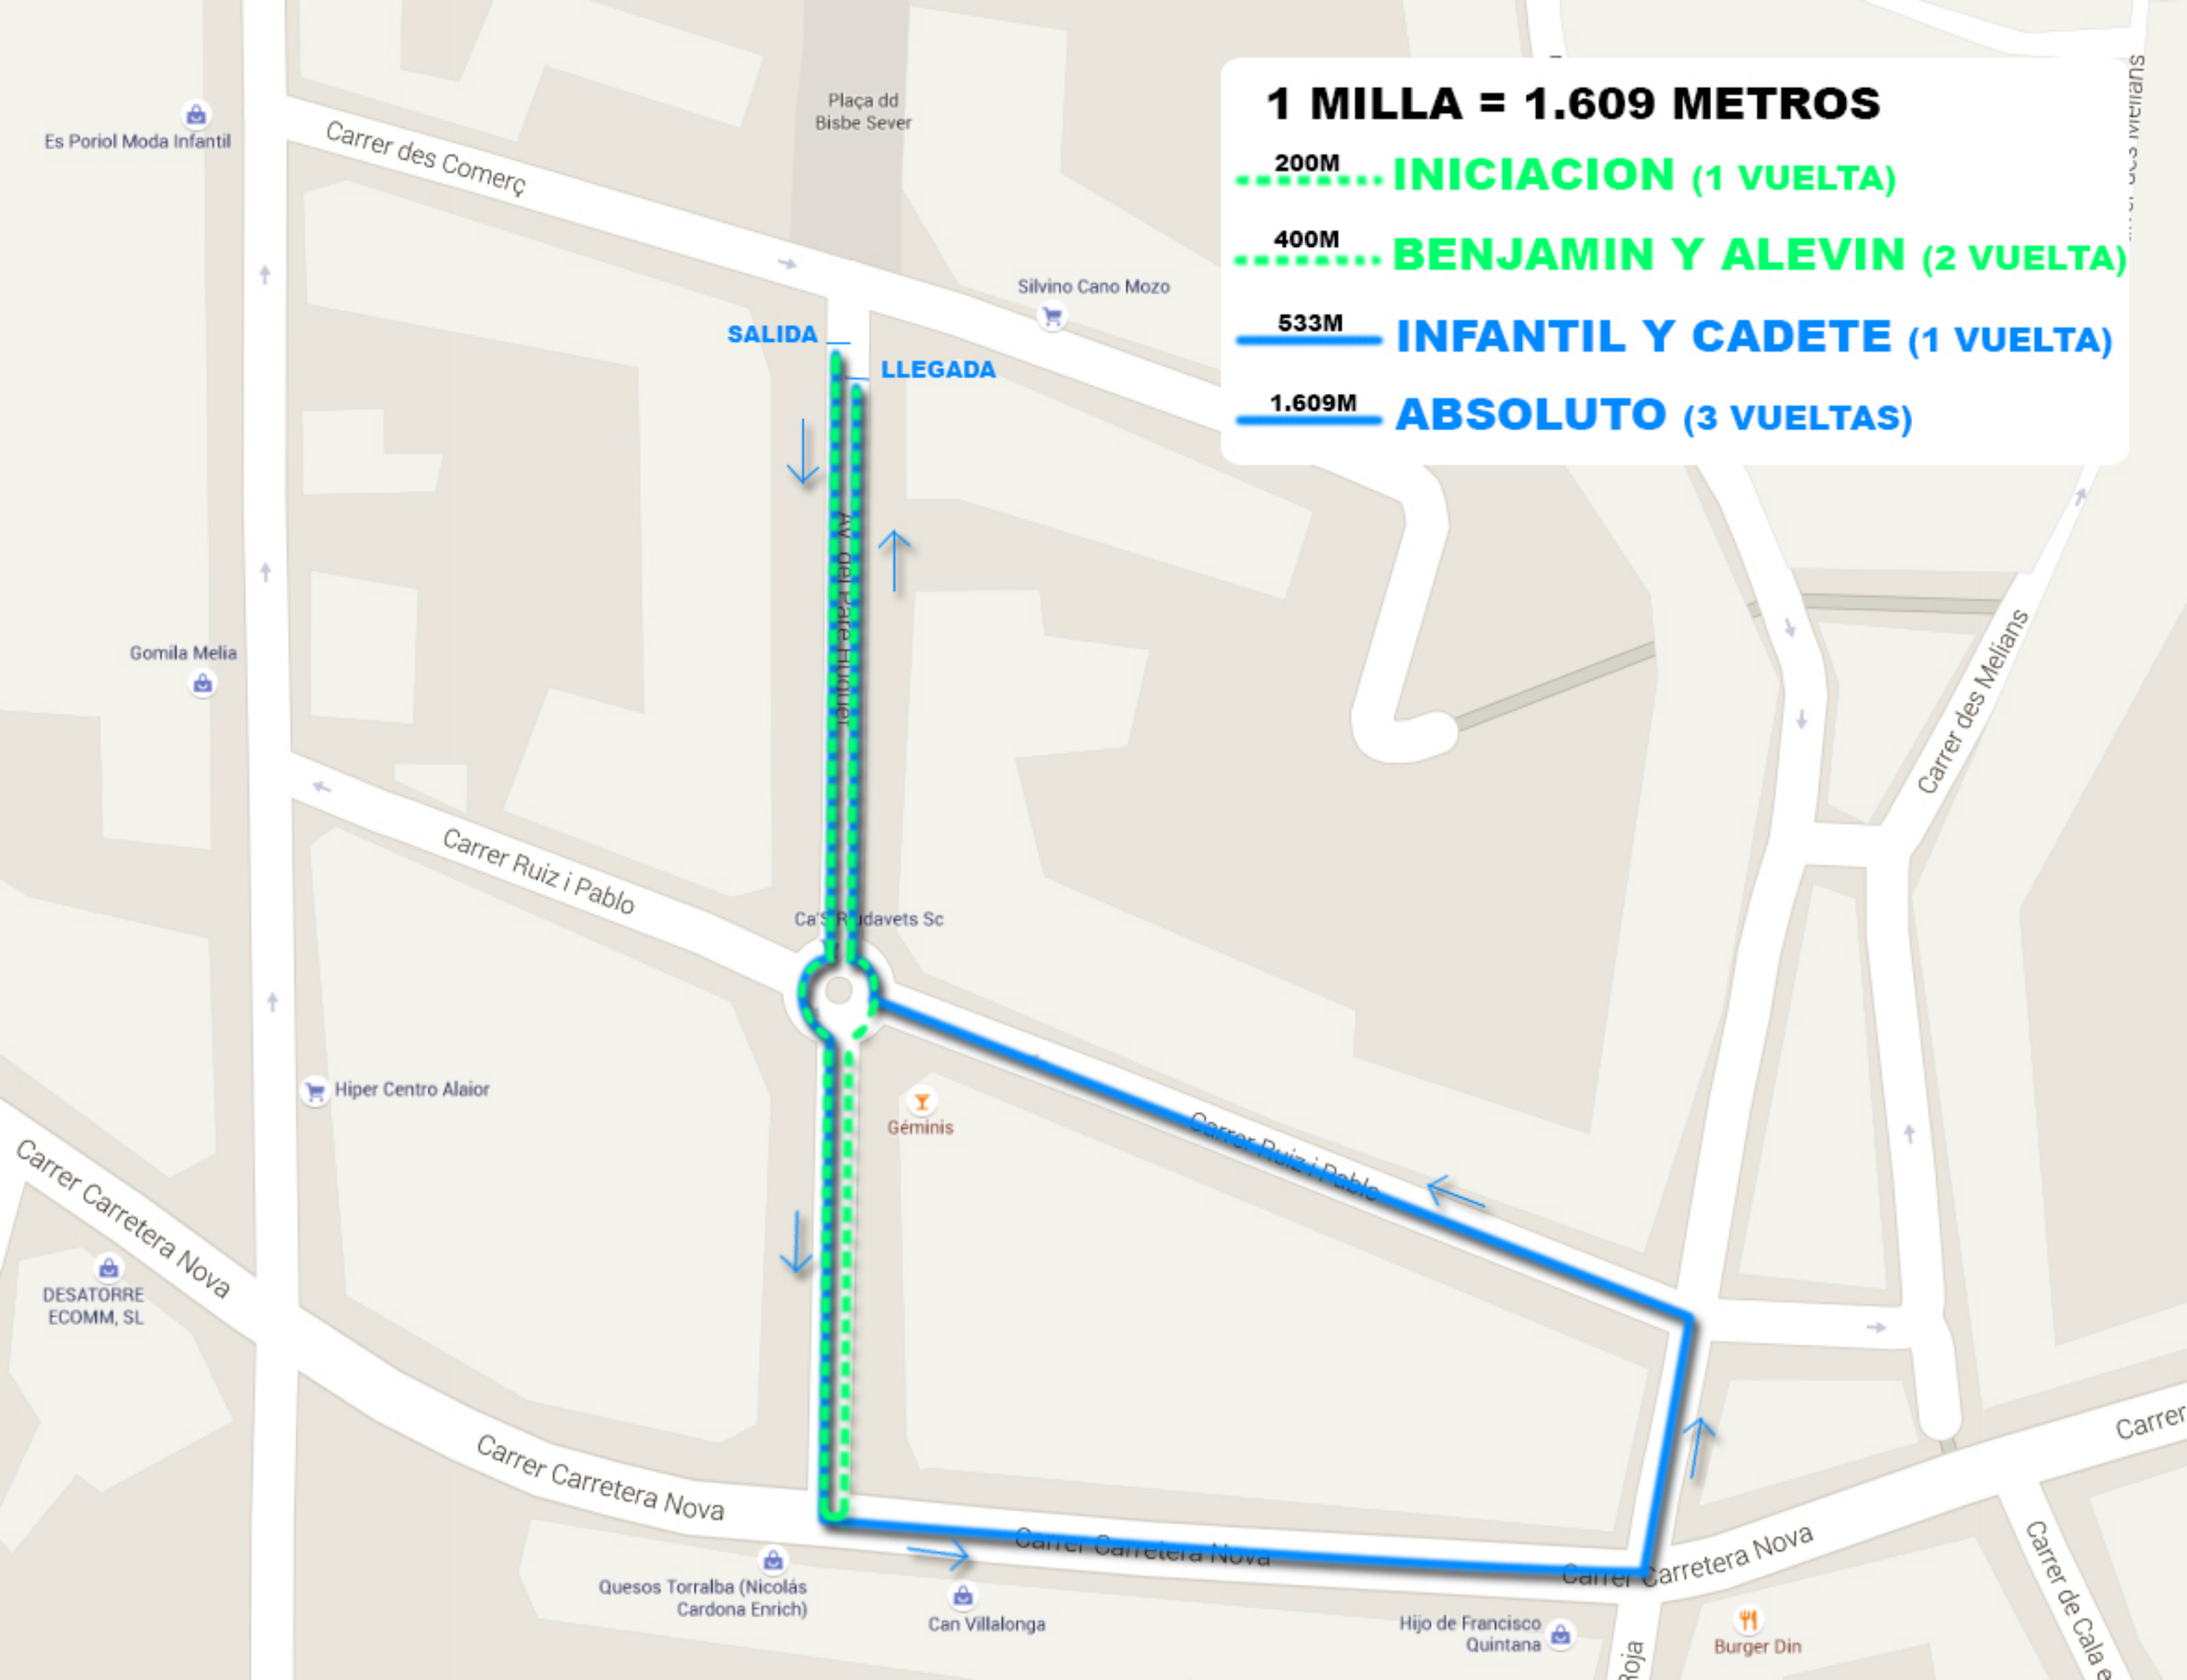 Plaça dd
Bisbe Sever
Es Poriol Moda Infantil
Carrer des Comerç
1 MILLA = 1.609 METROS
200M
INICIACION (1 VUELTA)
400M
BENJAMIN Y ALEVIN (2 VUELTA)
533M
INFANTIL Y CADETE (1 VUELTA)
1.609M
ABSOLUTO (3 VUELTAS)
Silvino Cano Mozo
SALIDA
LLEGADA
Gomila Melia
Carrer des Melians
Carrer Ruiz i Pablo
Hiper Centro Alaior
Géminis
Carrer Ruiz i Pablo
Carrer Carretera Nova
DESATORRE
ECOMM, SL
Carrer
Carrer Carretera Nova
Carrer Carretera Nova
Carrer Carretera Nova
Quesos Torralba (Nicolás
Cardona Enrich)
Can Villalonga
Hijo de Francisco
Quintana
Burger Din
Carrer de Cala e